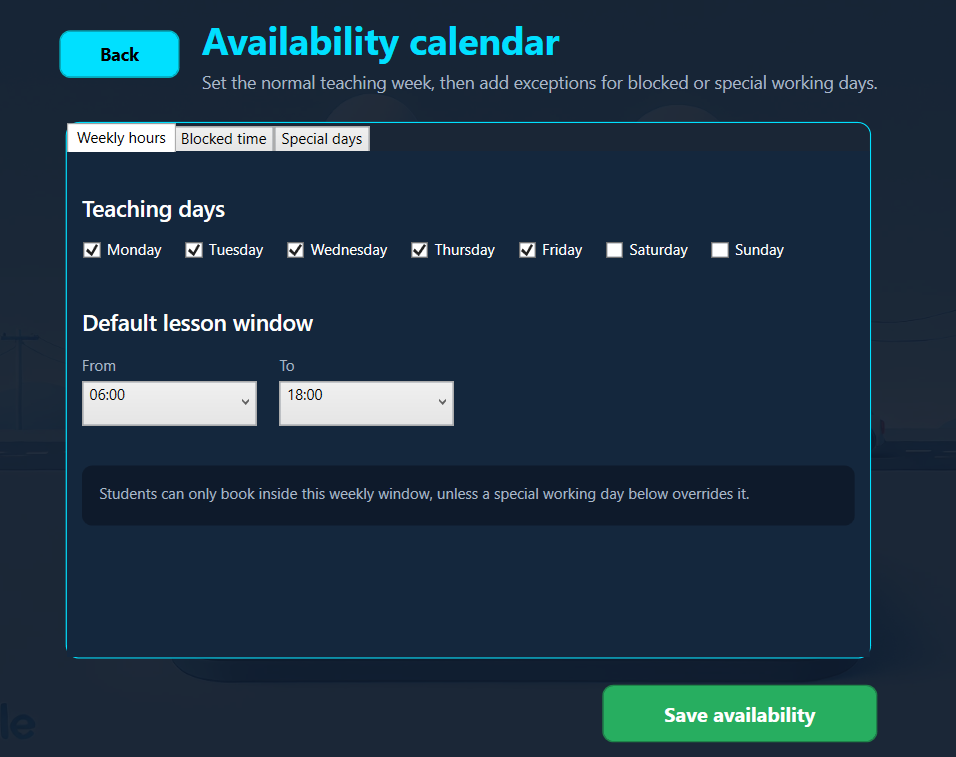 Back
Availability calendar
Set the normal teaching week, then add exceptions for blocked or special working days.
Weekly hours Blocked time Special days
Teaching days
Monday Tuesday Wednesday Thursday Friday Saturday Sunday
Default lesson window
From To
06:00 18:00
Students can only book inside this weekly window, unless a special working day below overrides it.
le
Save availability